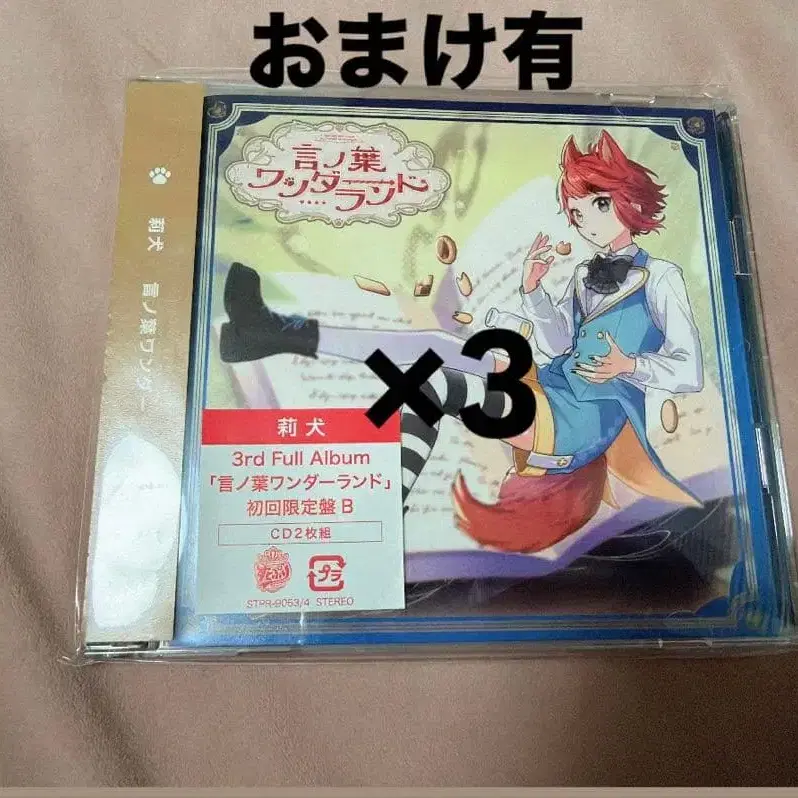 おまけ有
言ノ葉
ワンダーランド
莉犬 言ノ葉ワンダー
×3
莉犬
3rd Full Album
「言ノ葉ワンダーランド」
初回限定盤 B
CD2枚組
プラ
STPR-9053/4 STEREO